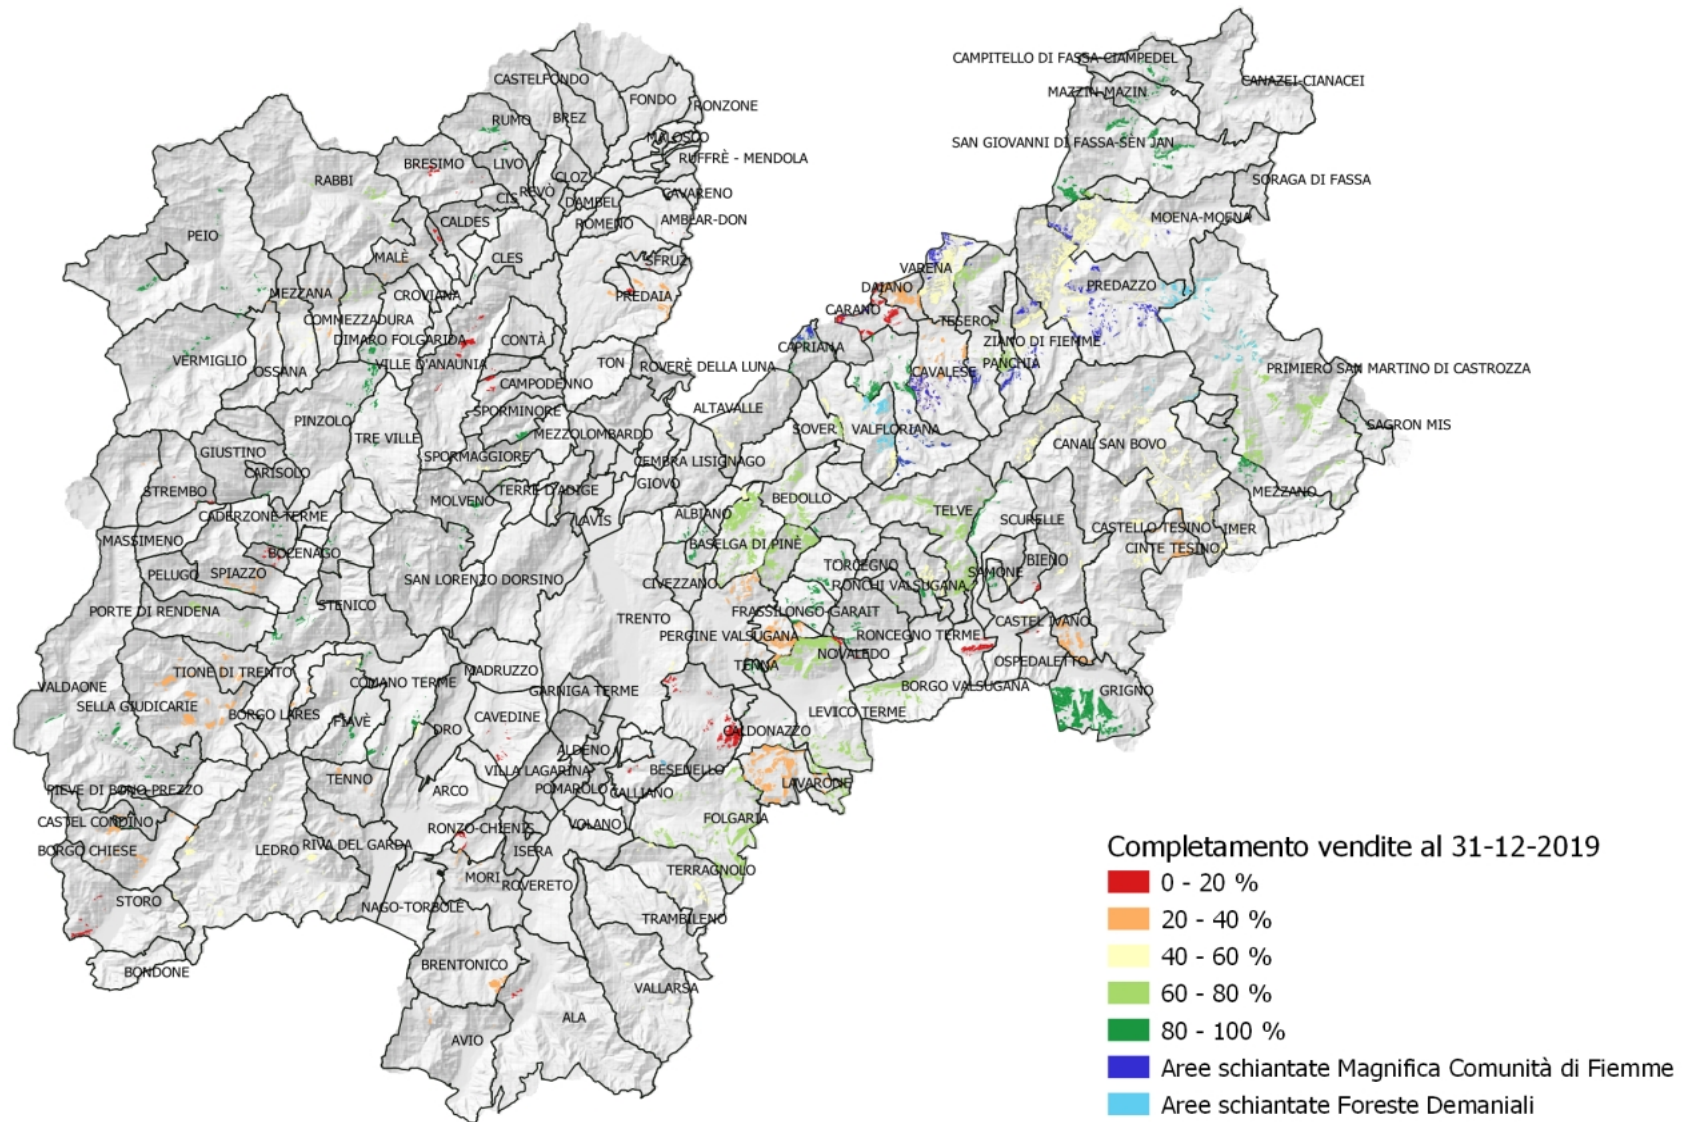 CAMPITELLO DI FASSA-CIAMPEDEL
CASTELFONDO
CANAZEI-CIANACEI
MAZZIN-MAZIN
FONDO
RONZONE
RUMO
BREZ
MALOSCO
SAN GIOVANNI DI FASSA-SÈN JAN
RUFFRÈ - MENDOLA
BRESIMO
LIVO
RABBI
CLOZ
SORAGA DI FASSA
REVÒ
CAVARENO
CIS
DAMBEL
MOENA-MOENA
CALDES
ROMENO
AMBLAR-DON
PEIO
MALÈ
CLES
SFRUZ
VARENA
PREDAZZO
DAIANO
MEZZANA
CROVIANA
PREDAIA
CARANO
COMMEZZADURA
TESERO
DIMARO FOLGARIDA
CONTÀ
ZIANO DI FIEMME
CAPRIANA
VERMIGLIO
VILLE D'ANAUNIA
TON
ROVERÈ DELLA LUNA
PANCHIA
PRIMIERO SAN MARTINO DI CASTROZZA
OSSANA
CAVALESE
CAMPODENNO
ALTAVALLE
SPORMINORE
PINZOLO
SAGRON MIS
MEZZOLOMBARDO
SOVER
VALFLORIANA
TRE VILLE
CANAL SAN BOVO
GIUSTINO
SPORMAGGIORE
CEMBRA LISIGNAGO
CARISOLO
GIOVO
STREMBO
TERRE D'ADIGE
MEZZANO
MOLVENO
BEDOLLO
CADERZONE TERME
LAVIS
ALBIANO
TELVE
SCURELLE
CASTELLO TESINO
IMER
MASSIMENO
BASELGA DI PINÈ
CINTE TESINO
BOCENAGO
BIENO
TORCEGNO
PELUGO
SPIAZZO
SAN LORENZO DORSINO
CIVEZZANO
RONCHI VALSUGANA
SAMONE
PORTE DI RENDENA
STENICO
FRASSILONGO-GARAIT
TRENTO
CASTEL IVANO
PERGINE VALSUGANA
RONCEGNO TERME
NOVALEDO
TENNA
OSPEDALETTO
TIONE DI TRENTO
MADRUZZO
COMANO TERME
VALDAONE
GARNIGA TERME
BORGO VALSUGANA
GRIGNO
SELLA GIUDICARIE
BORGO LARES
CAVEDINE
LEVICO TERME
FIAVÈ
DRO
CALDONAZZO
ALDENO
VILLA LAGARINA
BESENELLO
TENNO
LAVARONE
PIEVE DI BONO-PREZZO
ARCO
POMAROLO
CALLIANO
CASTEL CONDINO
FOLGARIA
RONZO-CHIENIS
VOLANO
BORGO CHIESE
LEDRO
RIVA DEL GARDA
ISERA
TERRAGNOLO
MORI
ROVERETO
STORO
NAGO-TORBOLE
TRAMBILENO
BRENTONICO
BONDONE
VALLARSA
ALA
AVIO
Completamento vendite al 31-12-2019
0 - 20 %
20 - 40 %
40 - 60 %
60 - 80 %
80 - 100 %
Aree schiantate Magnifica Comunità di Fiemme
Aree schiantate Foreste Demaniali